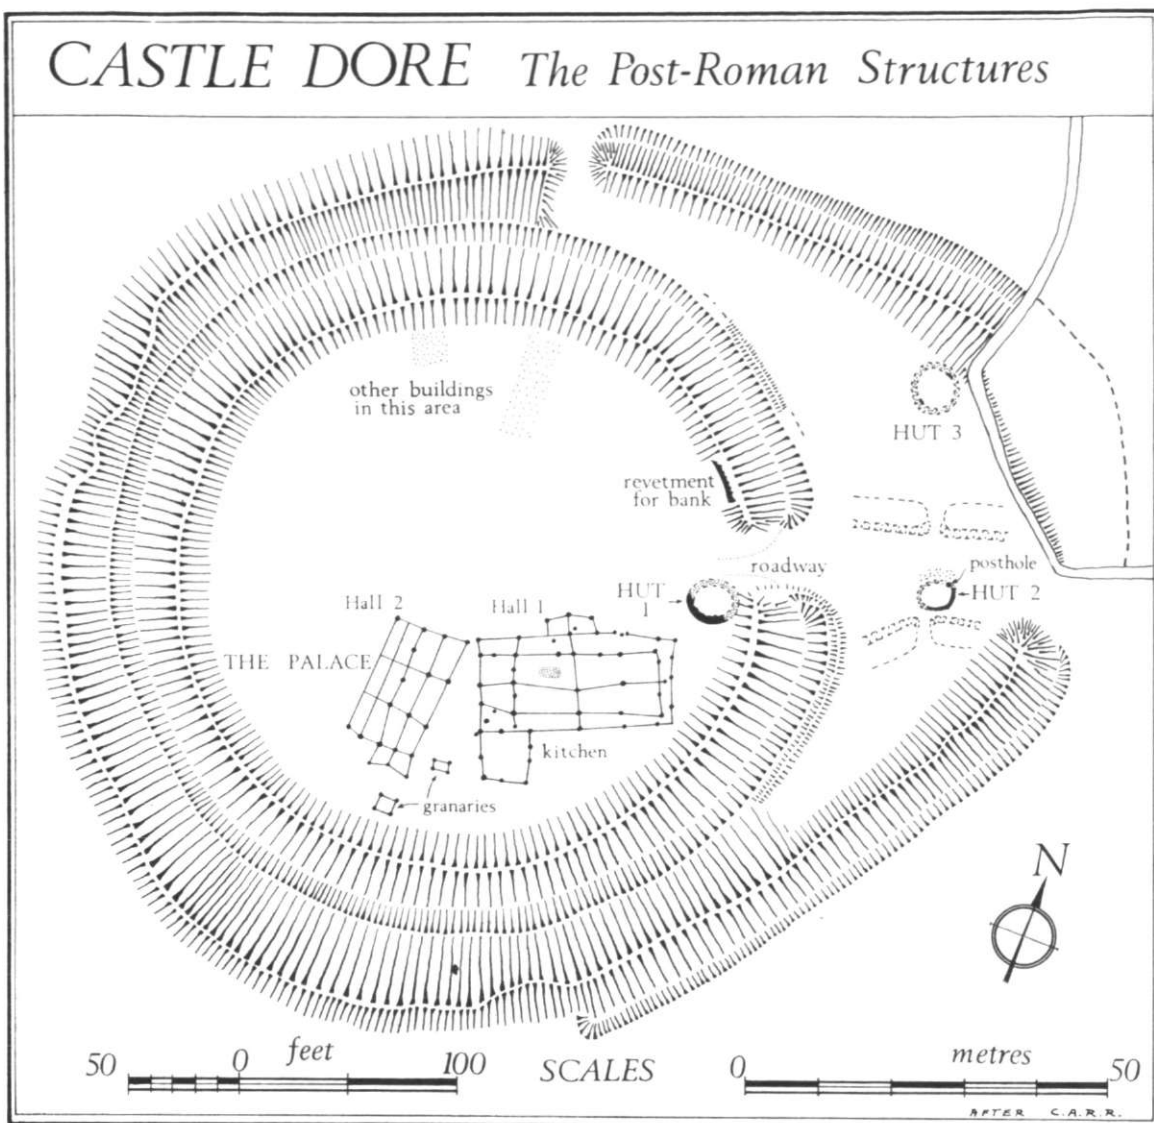 CASTLE DORE The Post-Roman Structures
other buildings
in this area
HUT 3
revetment
for bank
roadway
posthole
HUT 2
HUT
1
Hall 2
Hall 1
THE PALACE
kitchen
granaries
N
50 0 feet 100
SCALES
0 metres 50
AFTER C.A.R.R.